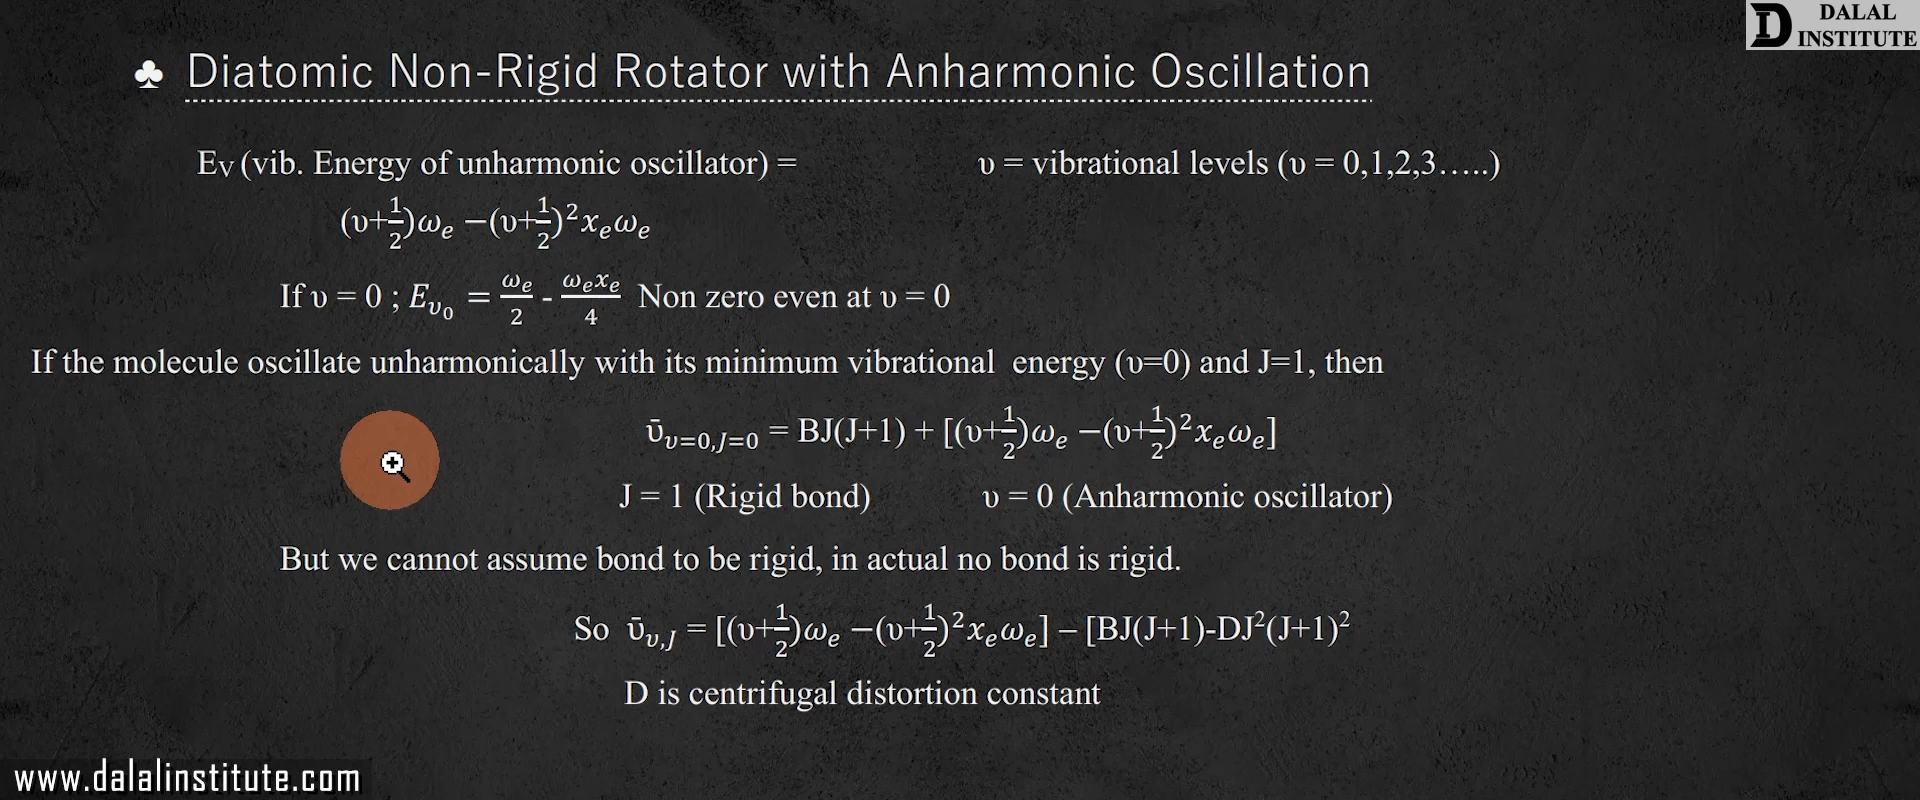 DALAL
INSTITUTE
♣ Diatomic Non-Rigid Rotator with Anharmonic Oscillation
Eᵥ (vib. Energy of unharmonic oscillator) = υ = vibrational levels (υ = 0,1,2,3…..)
(υ+1/2)ωₑ −(υ+1/2)²xₑωₑ
If υ = 0 ; E_υ₀ = ωₑ/2 - ωₑxₑ/4 Non zero even at υ = 0
If the molecule oscillate unharmonically with its minimum vibrational energy (υ=0) and J=1, then
ῡ_υ=0,J=0 = BJ(J+1) + [(υ+1/2)ωₑ −(υ+1/2)²xₑωₑ]
J = 1 (Rigid bond) υ = 0 (Anharmonic oscillator)
But we cannot assume bond to be rigid, in actual no bond is rigid.
So ῡ_υ,J = [(υ+1/2)ωₑ −(υ+1/2)²xₑωₑ] – [BJ(J+1)-DJ²(J+1)²
D is centrifugal distortion constant
www.dalalinstitute.com